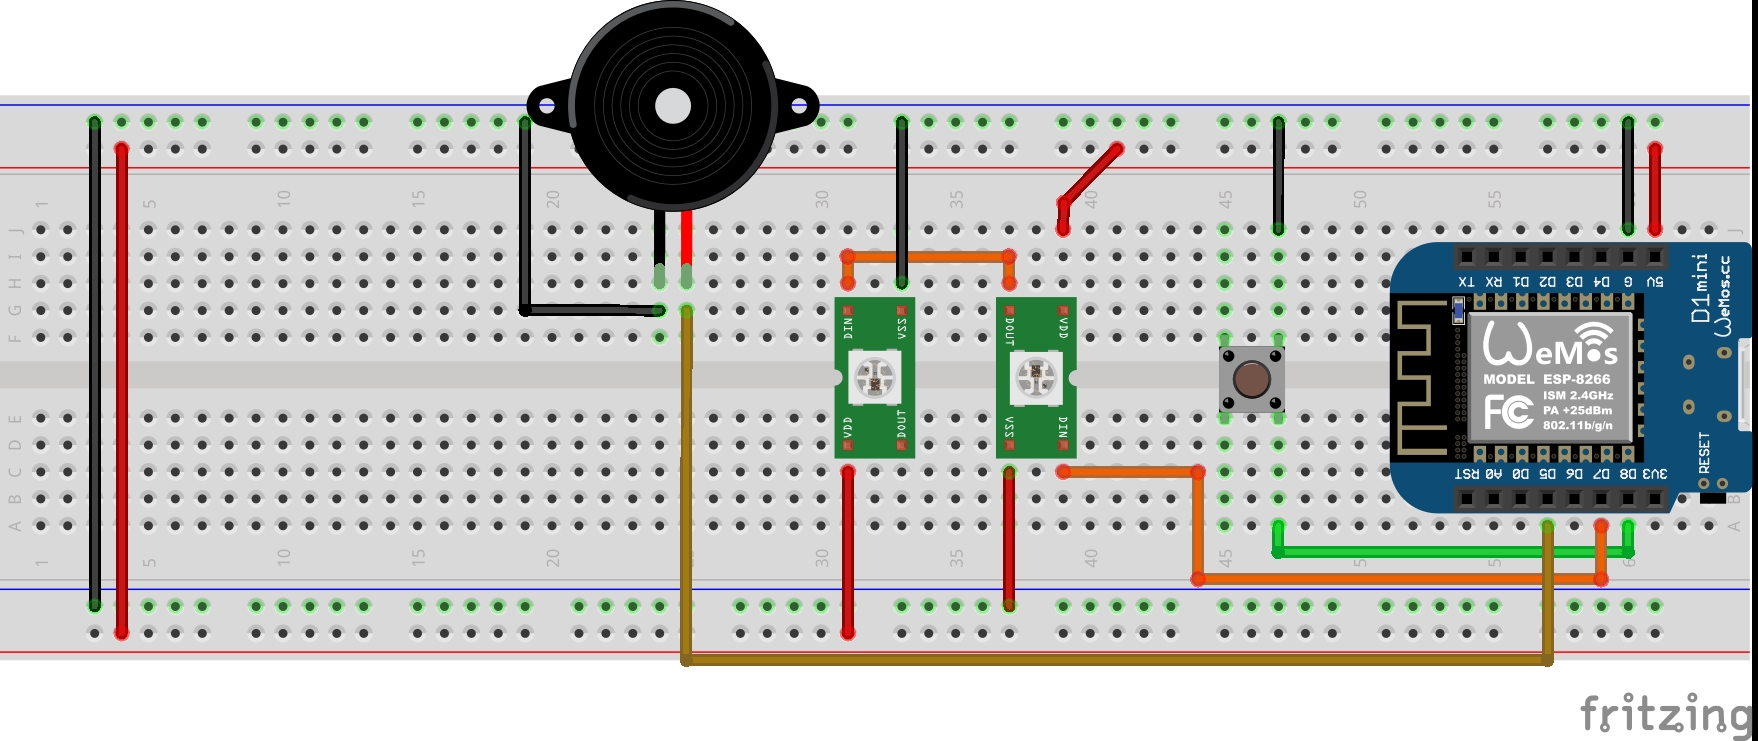 1 5 10 15 20 30 35 40 45 50 55
J J
I
H
G
F
TX RX D1 D2 D3 D4 G 5V
D1 mini
WeMos.cc
DIN VSS
DOUT VDD
WeMos
MODEL ESP-8266
ISM 2.4GHz
PA +25dBm
802.11b/g/n
FC
VDD DOUT
VSS DIN
RST A0 D0 D5 D6 D7 D8 3V3
RESET
E
D
C
B B
A A
1 5 10 15 30 35 40 45 50 5 6
fritzing